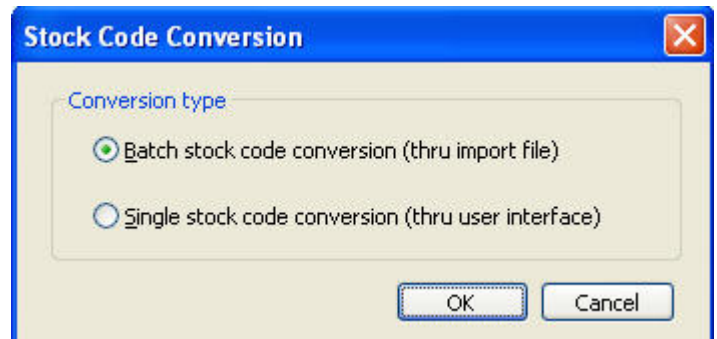 Stock Code Conversion
Conversion type
Batch stock code conversion (thru import file)
Single stock code conversion (thru user interface)
OK Cancel